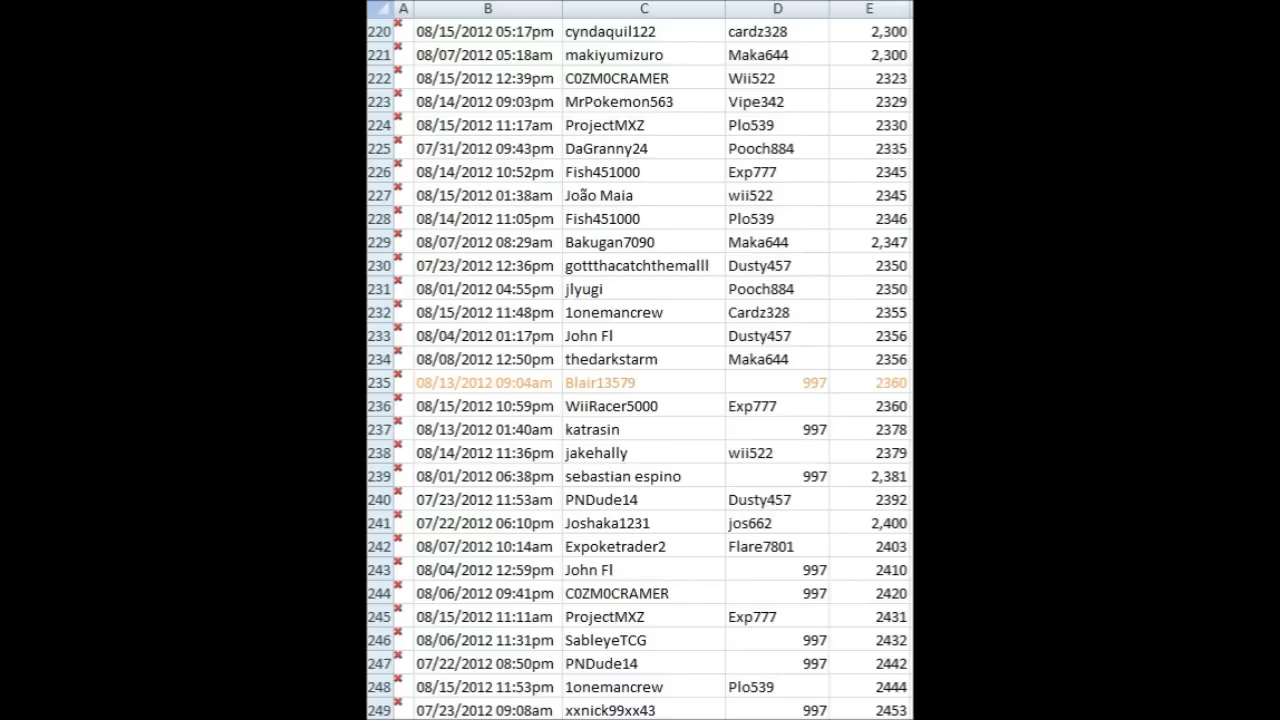 A B C D E
220 08/15/2012 05:17pm cyndaquil122 cardz328 2,300
221 08/07/2012 05:18am makiyumizuro Maka644 2,300
222 08/15/2012 12:39pm C0ZM0CRAMER Wii522 2323
223 08/14/2012 09:03pm MrPokemon563 Vipe342 2329
224 08/15/2012 11:17am ProjectMXZ Plo539 2330
225 07/31/2012 09:43pm DaGranny24 Pooch884 2335
226 08/14/2012 10:52pm Fish451000 Exp777 2345
227 08/15/2012 01:38am João Maia wii522 2345
228 08/14/2012 11:05pm Fish451000 Plo539 2346
229 08/07/2012 08:29am Bakugan7090 Maka644 2,347
230 07/23/2012 12:36pm gottthacatchthemalll Dusty457 2350
231 08/01/2012 04:55pm jlyugi Pooch884 2350
232 08/15/2012 11:48pm 1onemancrew Cardz328 2355
233 08/04/2012 01:17pm John Fl Dusty457 2356
234 08/08/2012 12:50pm thedarkstarm Maka644 2356
235 08/13/2012 09:04am Blair13579 997 2360
236 08/15/2012 10:59pm WiiRacer5000 Exp777 2360
237 08/13/2012 01:40am katrasin 997 2378
238 08/14/2012 11:36pm jakehally wii522 2379
239 08/01/2012 06:38pm sebastian espino 997 2,381
240 07/23/2012 11:53am PNDude14 Dusty457 2392
241 07/22/2012 06:10pm Joshaka1231 jos662 2,400
242 08/07/2012 10:14am Expoketrader2 Flare7801 2403
243 08/04/2012 12:59pm John Fl 997 2410
244 08/06/2012 09:41pm C0ZM0CRAMER 997 2420
245 08/15/2012 11:11am ProjectMXZ Exp777 2431
246 08/06/2012 11:31pm SableyeTCG 997 2432
247 07/22/2012 08:50pm PNDude14 997 2442
248 08/15/2012 11:53pm 1onemancrew Plo539 2444
249 07/23/2012 09:08am xxnick99xx43 997 2453